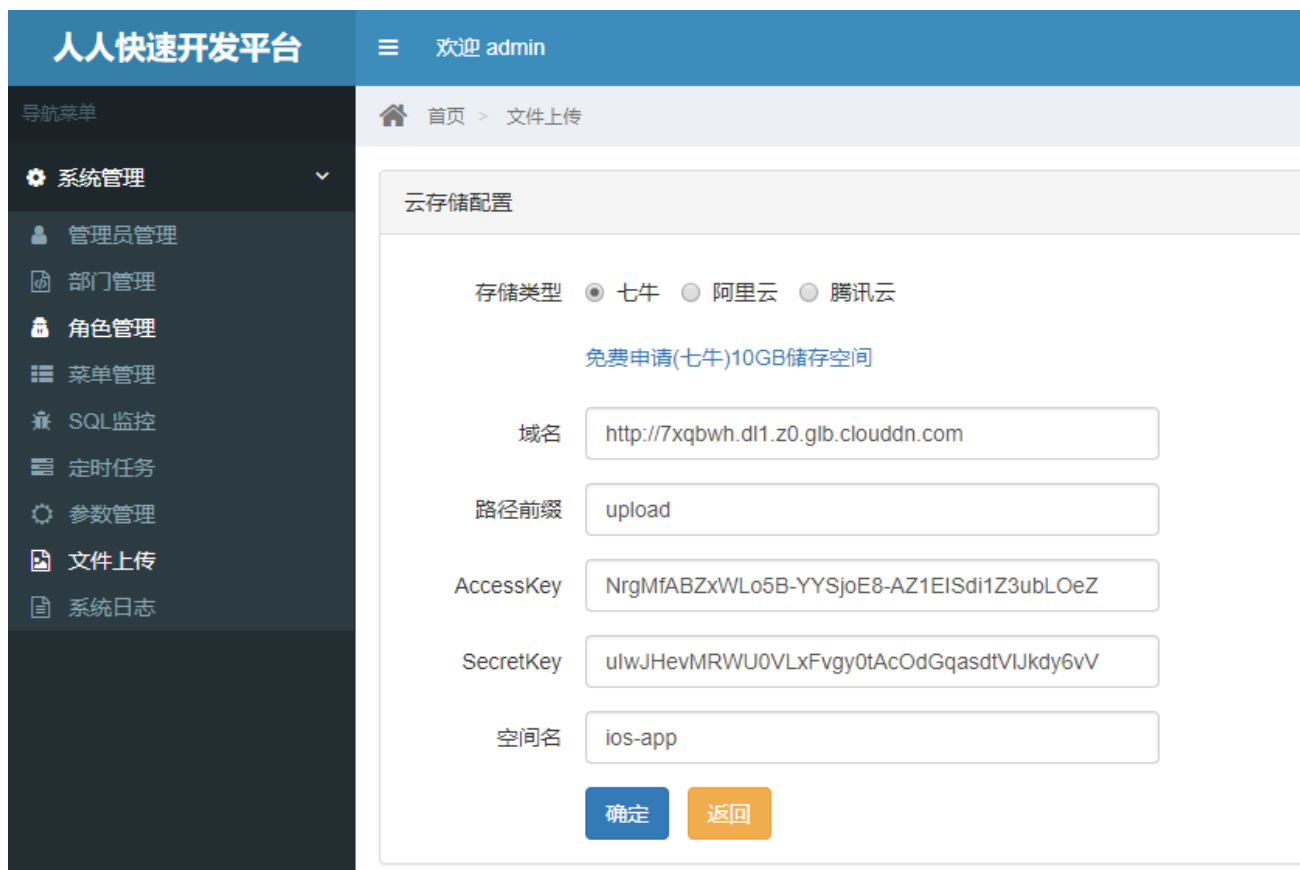 人人快速开发平台
欢迎 admin
导航菜单
首页 > 文件上传
系统管理
管理员管理
部门管理
角色管理
菜单管理
SQL监控
定时任务
参数管理
文件上传
系统日志
云存储配置
存储类型 七牛 阿里云 腾讯云
免费申请(七牛)10GB储存空间
域名 http://7xqbwh.dl1.z0.glb.clouddn.com
路径前缀 upload
AccessKey NrgMfABZxWLo5B-YYSjoE8-AZ1EISdi1Z3ubLOeZ
SecretKey uIwJHevMRWU0VLxFvgy0tAcOdGqasdtVlJkdy6vV
空间名 ios-app
确定 返回